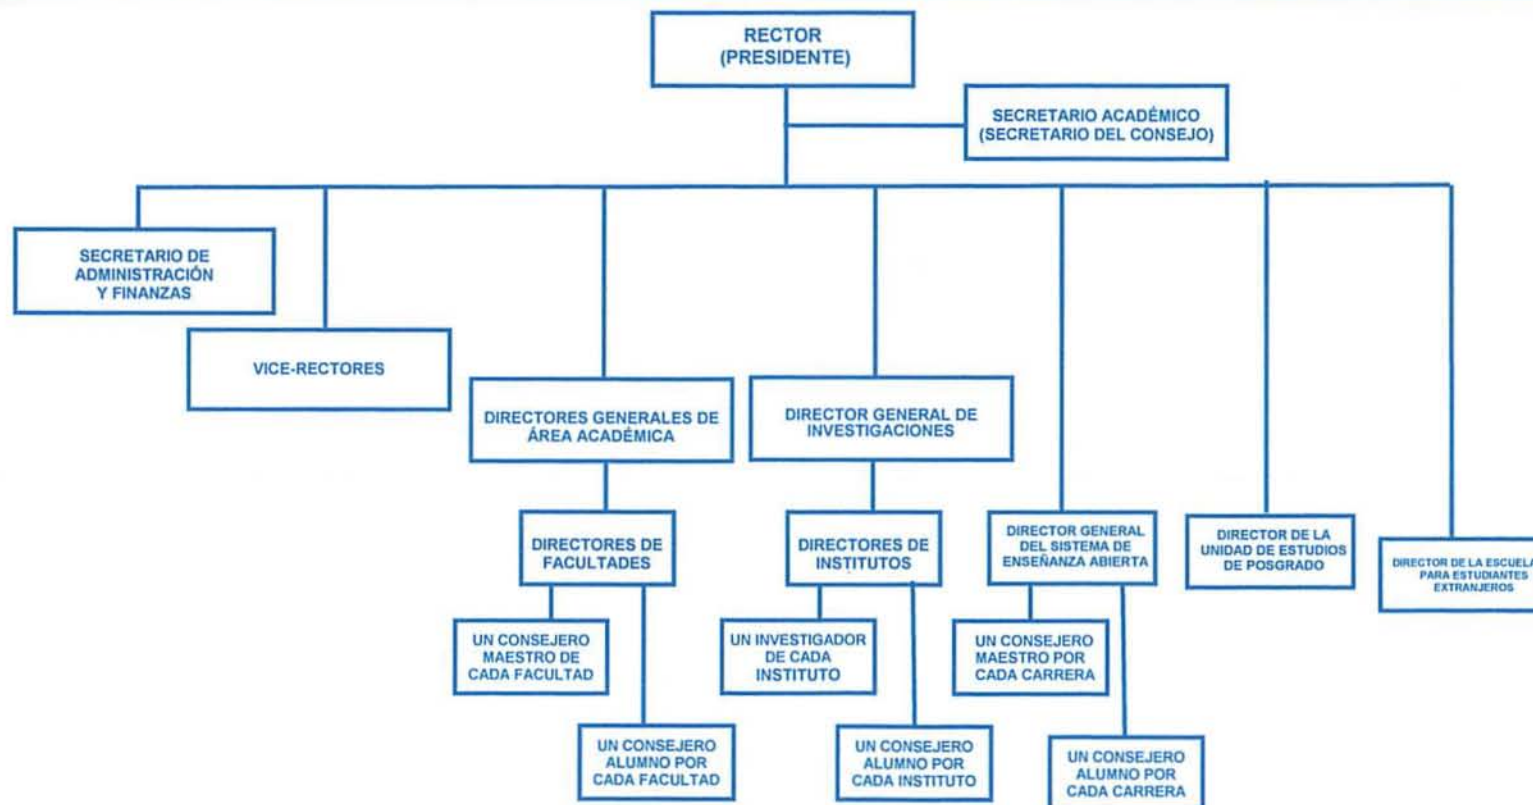 RECTOR
(PRESIDENTE)
SECRETARIO ACADÉMICO
(SECRETARIO DEL CONSEJO)
SECRETARIO DE
ADMINISTRACIÓN
Y FINANZAS
VICE-RECTORES
DIRECTORES GENERALES DE
ÁREA ACADÉMICA
DIRECTOR GENERAL DE
INVESTIGACIONES
DIRECTORES DE
FACULTADES
DIRECTORES DE
INSTITUTOS
DIRECTOR GENERAL
DEL SISTEMA DE
ENSEÑANZA ABIERTA
DIRECTOR DE LA
UNIDAD DE ESTUDIOS
DE POSGRADO
DIRECTOR DE LA ESCUELA
PARA ESTUDIANTES
EXTRANJEROS
UN CONSEJERO
MAESTRO DE
CADA FACULTAD
UN INVESTIGADOR
DE CADA
INSTITUTO
UN CONSEJERO
MAESTRO POR
CADA CARRERA
UN CONSEJERO
ALUMNO POR
CADA FACULTAD
UN CONSEJERO
ALUMNO POR
CADA INSTITUTO
UN CONSEJERO
ALUMNO POR
CADA CARRERA